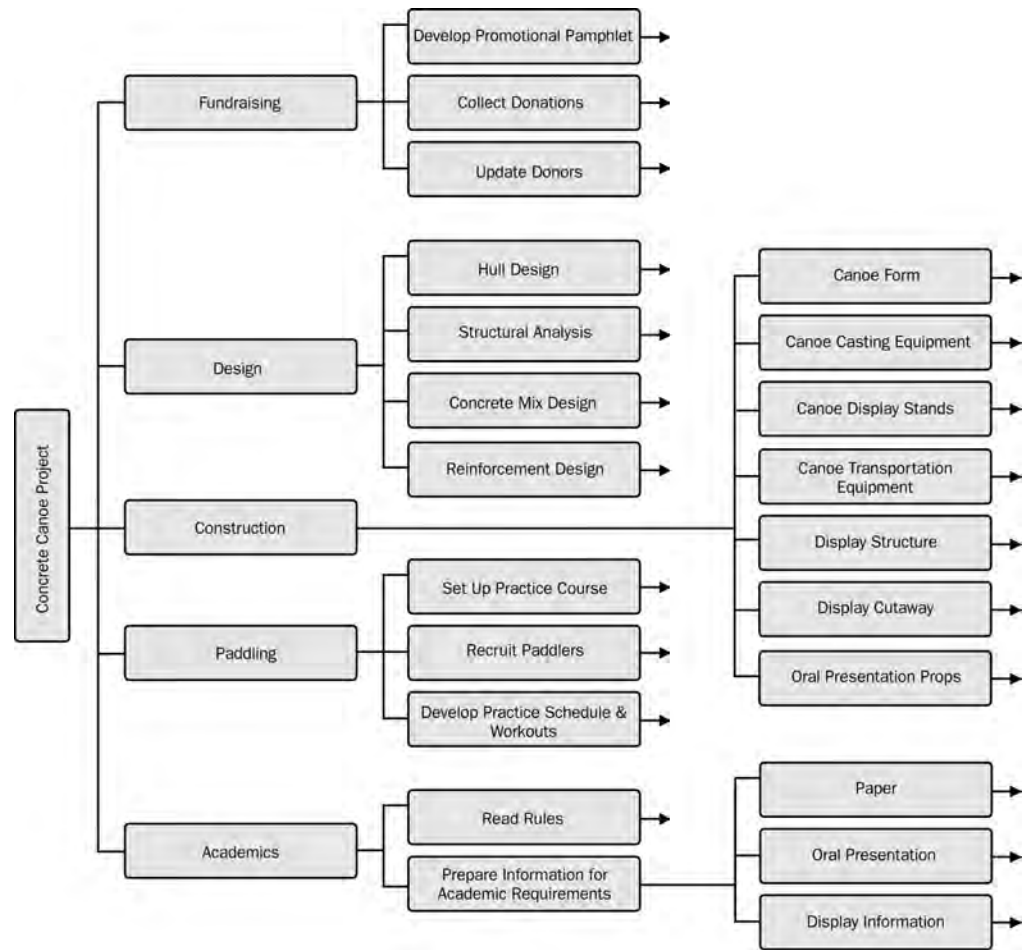 Concrete Canoe Project
Fundraising
Develop Promotional Pamphlet
Collect Donations
Update Donors
Design
Hull Design
Structural Analysis
Concrete Mix Design
Reinforcement Design
Construction
Canoe Form
Canoe Casting Equipment
Canoe Display Stands
Canoe Transportation
Equipment
Display Structure
Display Cutaway
Oral Presentation Props
Paddling
Set Up Practice Course
Recruit Paddlers
Develop Practice Schedule &
Workouts
Academics
Read Rules
Prepare Information for
Academic Requirements
Paper
Oral Presentation
Display Information